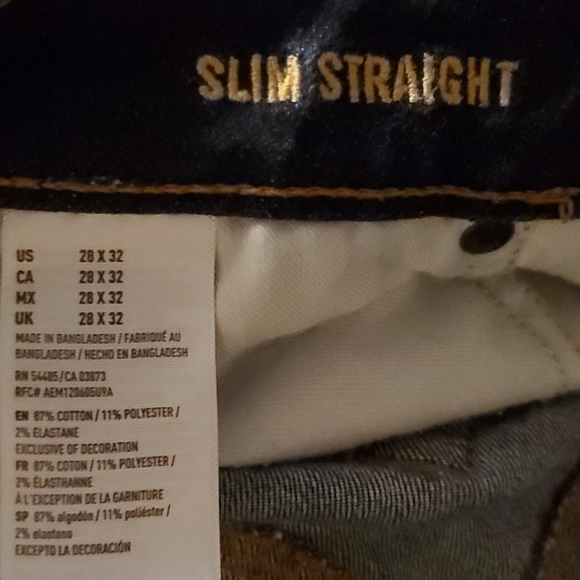 SLIM STRAIGHT
US 28 X 32
CA 28 X 32
MX 28 X 32
UK 28 X 32
MADE IN BANGLADESH / FABRIQUÉ AU
BANGLADESH / HECHO EN BANGLADESH
RN 54485/CA 03873
RFC# AEM120605U9A
EN 87% COTTON / 11% POLYESTER /
2% ELASTANE
EXCLUSIVE OF DECORATION
FR 87% COTON / 11% POLYESTER /
2% ÉLASTHANNE
À L'EXCEPTION DE LA GARNITURE
SP 87% algodón / 11% poliéster /
2% elastano
EXCEPTO LA DECORACIÓN